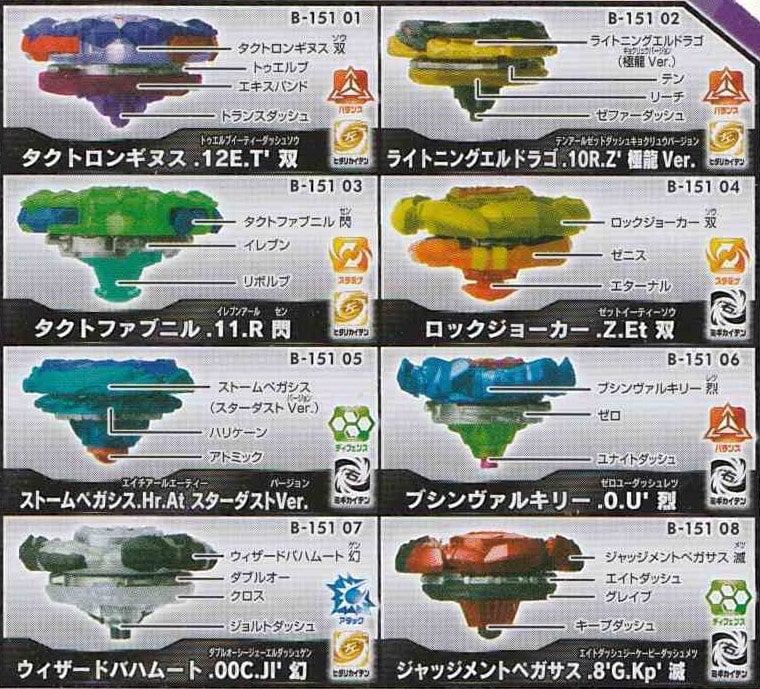 B-151 01
タクトロンギヌス 双
ソウ
トゥエルブ
エキスパンド
トランスダッシュ
バランス
ヒダリカイテン
トゥエルブイーティーダッシュソウ
タクトロンギヌス .12E.T' 双
B-151 02
ライトニングエルドラゴ
キョクリュウバージョン
(極龍 Ver.)
テン
リーチ
ゼファーダッシュ
バランス
ヒダリカイテン
テンアールゼットダッシュキョクリュウバージョン
ライトニングエルドラゴ .10R.Z' 極龍 Ver.
B-151 03
セン
タクトファブニル 閃
イレブン
リボルブ
スタミナ
ヒダリカイテン
イレブンアール セン
タクトファブニル .11.R 閃
B-151 04
ソウ
ロックジョーカー 双
ゼニス
エターナル
スタミナ
ミギカイテン
ゼットイーティーソウ
ロックジョーカー .Z.Et 双
B-151 05
ストームペガシス
バージョン
(スターダスト Ver.)
ハリケーン
アトミック
ディフェンス
ミギカイテン
エイチアールエーティー バージョン
ストームペガシス.Hr.At スターダストVer.
B-151 06
レツ
ブシンヴァルキリー 烈
ゼロ
ユナイトダッシュ
バランス
ミギカイテン
ゼロユーダッシュレツ
ブシンヴァルキリー .0.U' 烈
B-151 07
ゲン
ウィザードバハムート 幻
ダブルオー
クロス
ジョルトダッシュ
アタック
ヒダリカイテン
ダブルオーシージェーエルダッシュゲン
ウィザードバハムート .00C.Jl' 幻
B-151 08
メツ
ジャッジメントペガサス 滅
エイトダッシュ
グレイブ
キープダッシュ
ディフェンス
ミギカイテン
エイトダッシュジーケーピーダッシュメツ
ジャッジメントペガサス .8'G.Kp' 滅